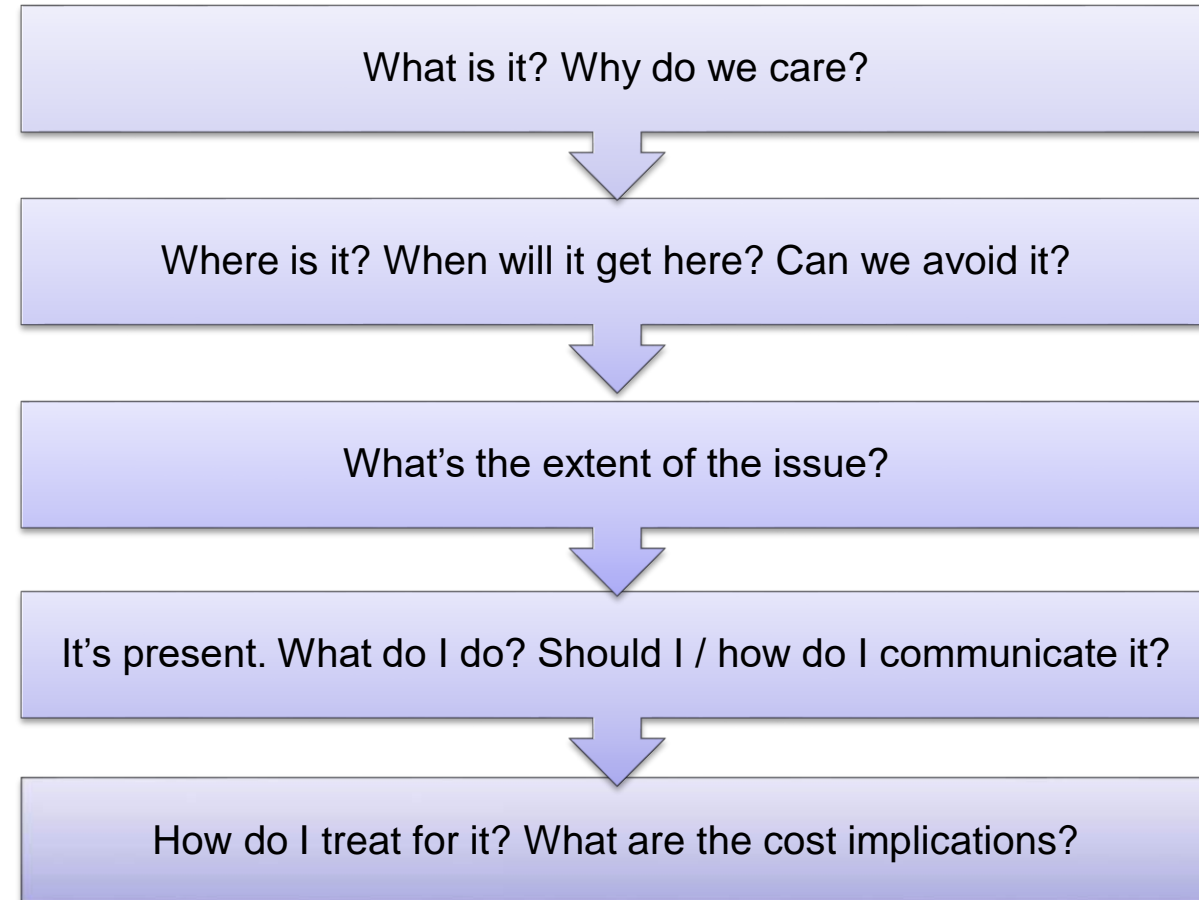 What is it? Why do we care?
Where is it? When will it get here? Can we avoid it?
What’s the extent of the issue?
It’s present. What do I do? Should I / how do I communicate it?
How do I treat for it? What are the cost implications?